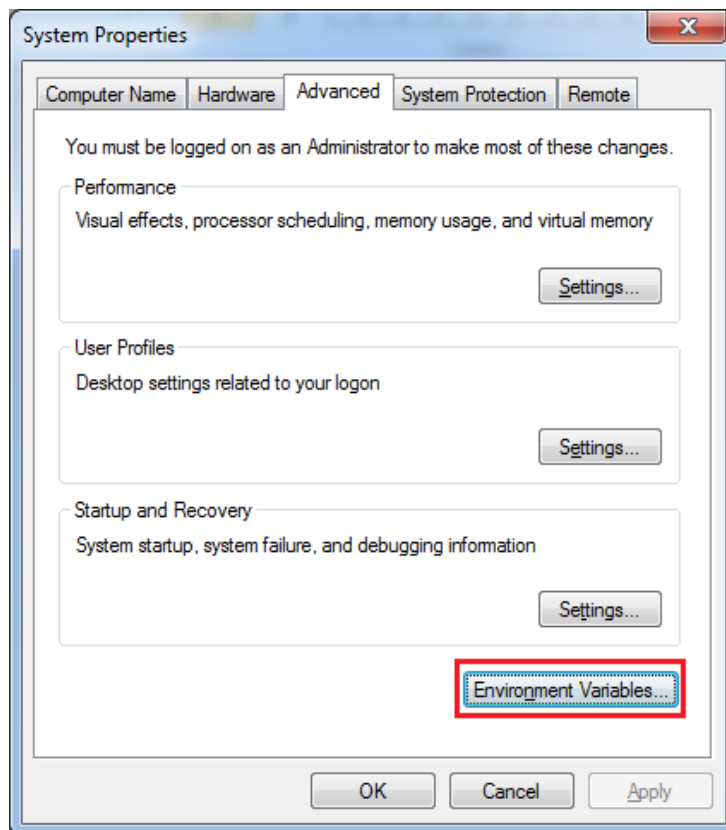 System Properties
Computer Name Hardware Advanced System Protection Remote
You must be logged on as an Administrator to make most of these changes.
Performance
Visual effects, processor scheduling, memory usage, and virtual memory
Settings...
User Profiles
Desktop settings related to your logon
Settings...
Startup and Recovery
System startup, system failure, and debugging information
Settings...
Environment Variables...
OK Cancel Apply